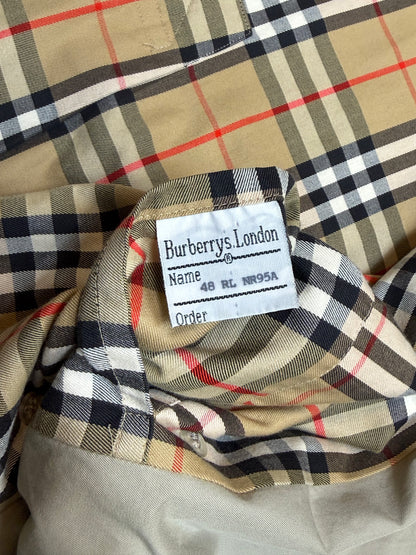 Burberrys. London
®
Name 48 RL NR95A
Order